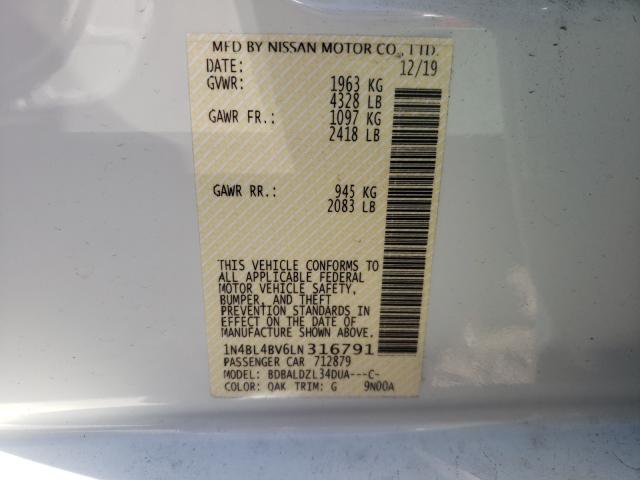 MFD BY NISSAN MOTOR CO., LTD.
DATE: 12/19
GVWR: 1963 KG
4328 LB
GAWR FR.: 1097 KG
2418 LB
GAWR RR.: 945 KG
2083 LB
THIS VEHICLE CONFORMS TO
ALL APPLICABLE FEDERAL
MOTOR VEHICLE SAFETY,
BUMPER, AND THEFT
PREVENTION STANDARDS IN
EFFECT ON THE DATE OF
MANUFACTURE SHOWN ABOVE.
1N4BL4BV6LN316791
PASSENGER CAR 712879
MODEL: BDBALDZL34DUA---C-
COLOR: QAK TRIM: G 9N00A